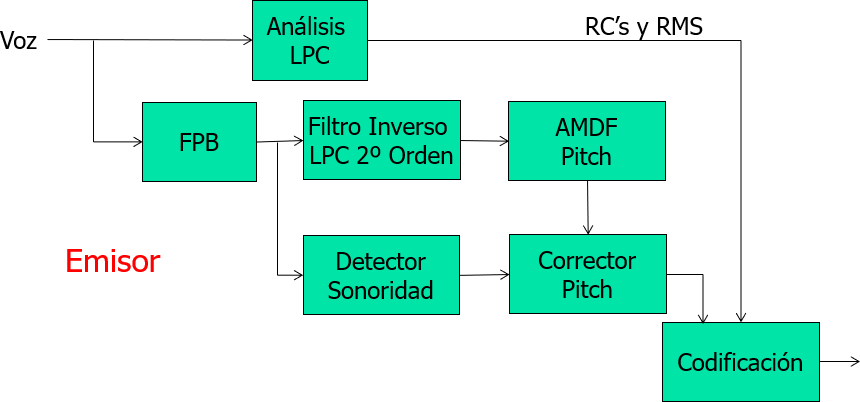 Voz
Análisis
LPC
RC’s y RMS
FPB
Filtro Inverso
LPC 2º Orden
AMDF
Pitch
Emisor
Detector
Sonoridad
Corrector
Pitch
Codificación